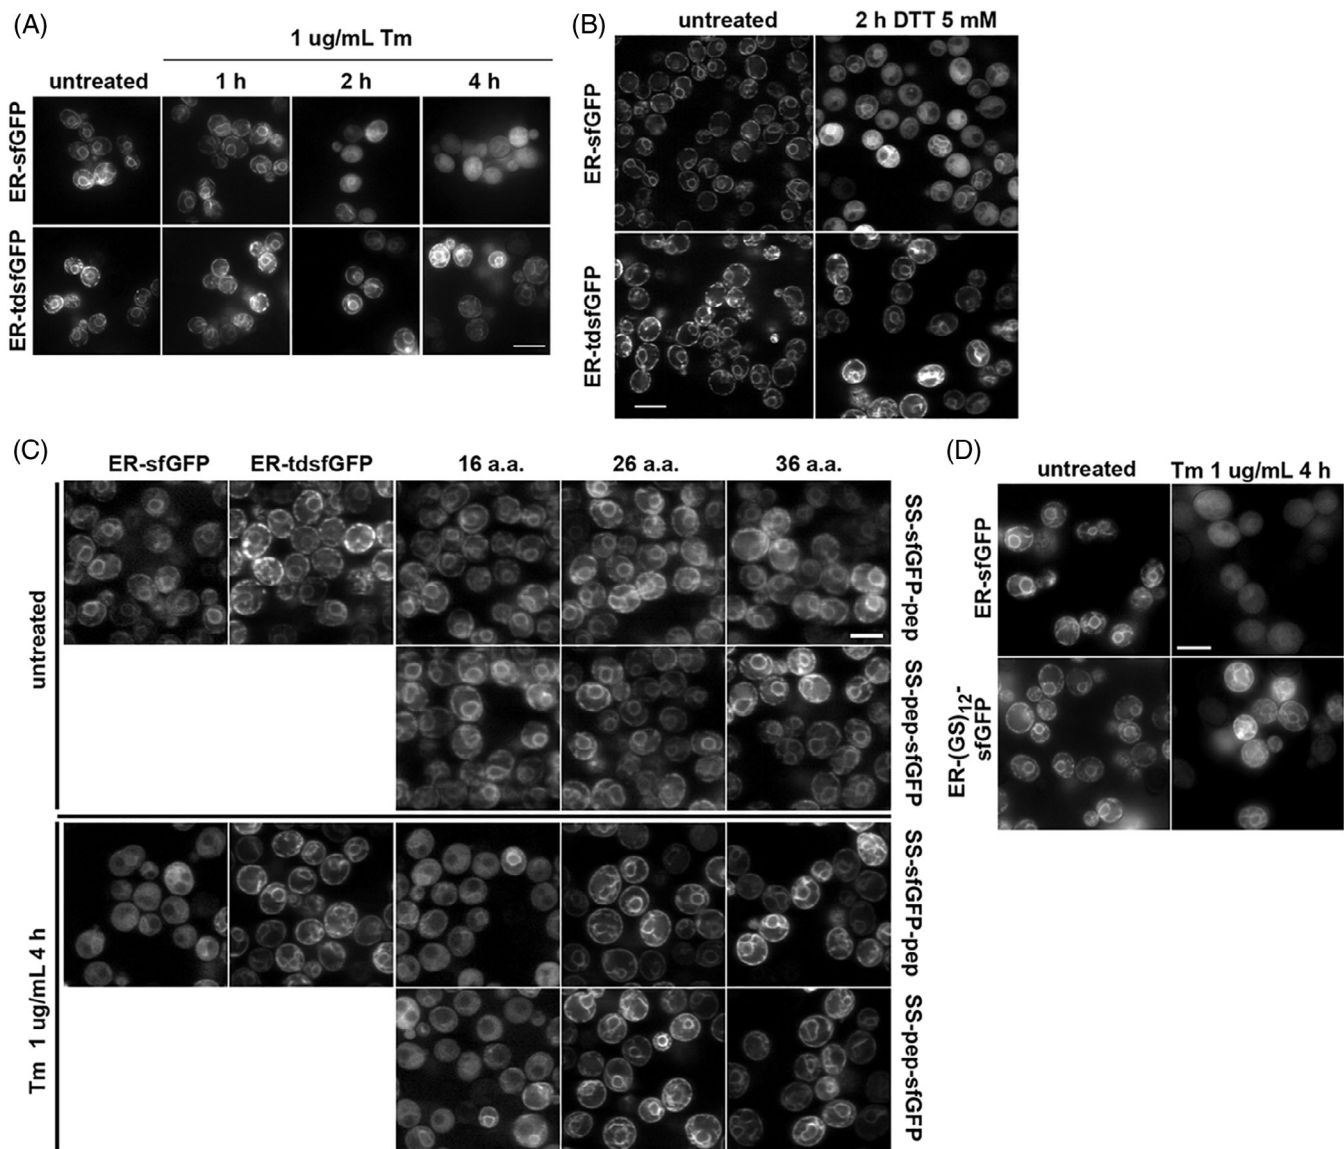 (A)
1 ug/mL Tm
untreated 1 h 2 h 4 h
ER-sfGFP
ER-tdsfGFP
(B)
untreated 2 h DTT 5 mM
ER-sfGFP
ER-tdsfGFP
(C)
ER-sfGFP ER-tdsfGFP 16 a.a. 26 a.a. 36 a.a.
untreated
SS-sfGFP-pep
SS-pep-sfGFP
Tm 1 ug/mL 4 h
SS-sfGFP-pep
SS-pep-sfGFP
(D)
untreated Tm 1 ug/mL 4 h
ER-sfGFP
ER-(GS)12-
sfGFP